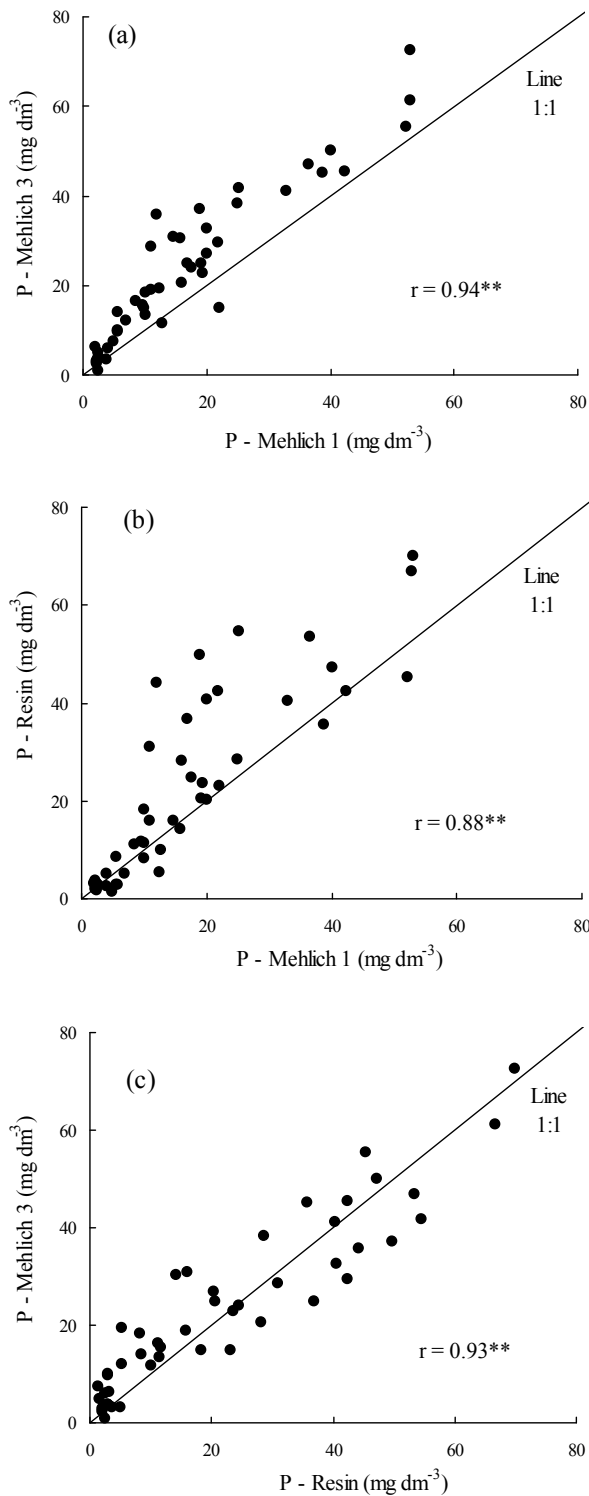 (a)
80
60
40
20
0
P - Mehlich 3 (mg dm⁻³)
Line
1:1
r = 0.94**
0 20 40 60 80
P - Mehlich 1 (mg dm⁻³)
(b)
80
60
40
20
0
P - Resin (mg dm⁻³)
Line
1:1
r = 0.88**
0 20 40 60 80
P - Mehlich 1 (mg dm⁻³)
(c)
80
60
40
20
0
P - Mehlich 3 (mg dm⁻³)
Line
1:1
r = 0.93**
0 20 40 60 80
P - Resin (mg dm⁻³)